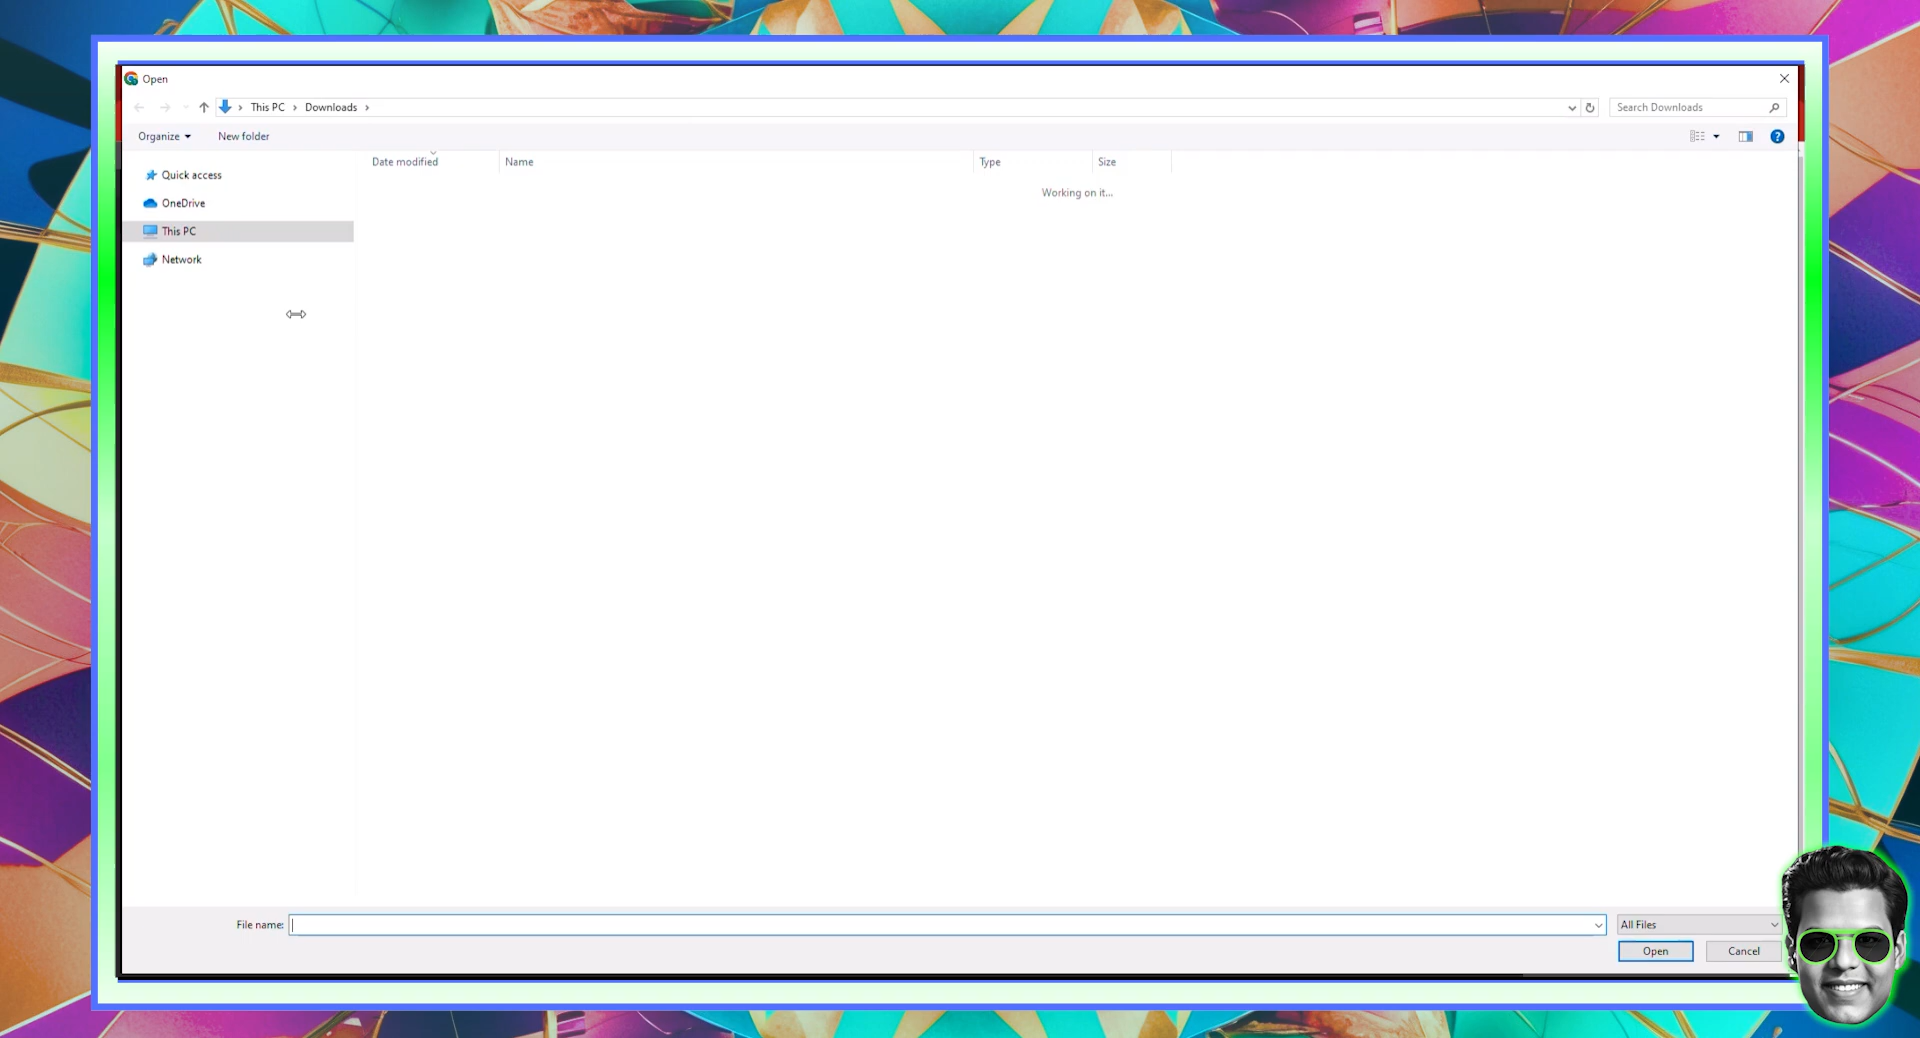 Open
This PC > Downloads >
Search Downloads
Organize
New folder
Date modified
Name
Type
Size
Working on it...
Quick access
OneDrive
This PC
Network
File name:
All Files
Open
Cancel